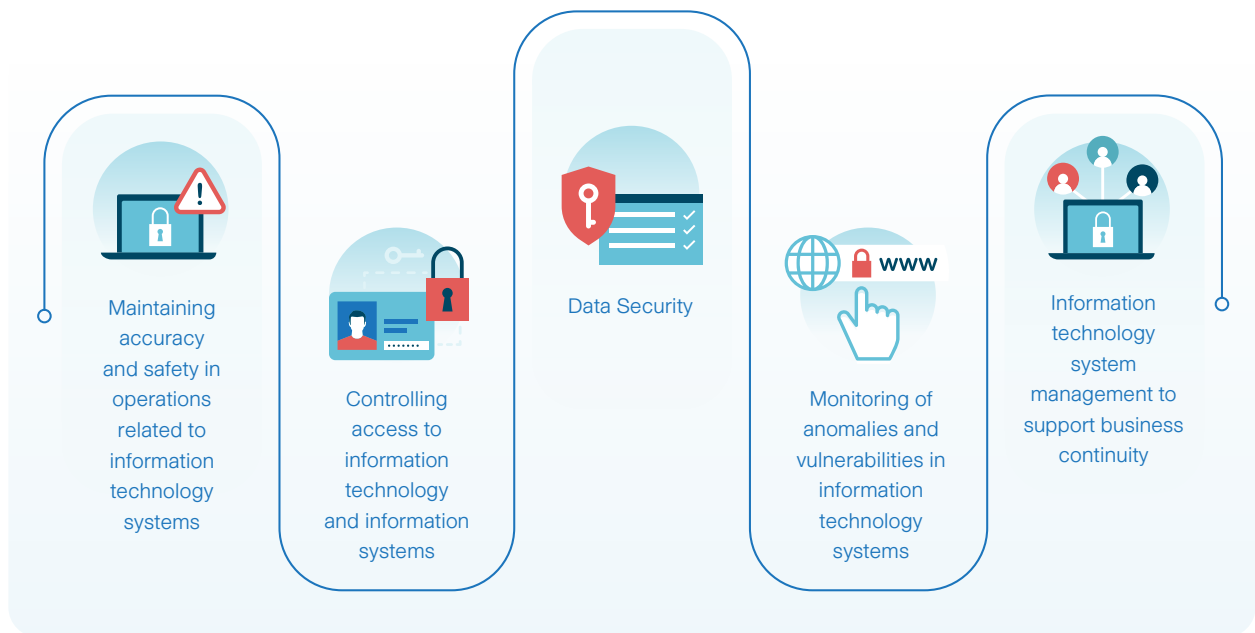 Maintaining
accuracy
and safety in
operations
related to
information
technology
systems
Controlling
access to
information
technology
and information
systems
Data Security
www
Monitoring of
anomalies and
vulnerabilities in
information
technology
systems
Information
technology
system
management to
support business
continuity